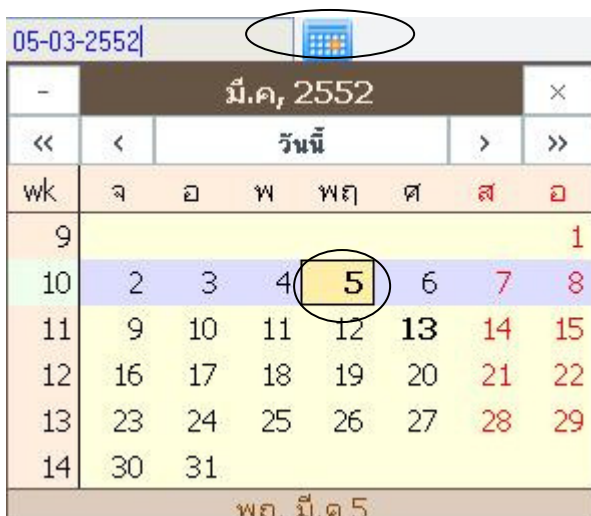 05-03-2552
- มี.ค, 2552 ×
« ‹ วันนี้ › »
wk จ อ พ พฤ ศ ส อ
9 1
10 2 3 4 5 6 7 8
11 9 10 11 12 13 14 15
12 16 17 18 19 20 21 22
13 23 24 25 26 27 28 29
14 30 31
พฤ, มี.ค 5